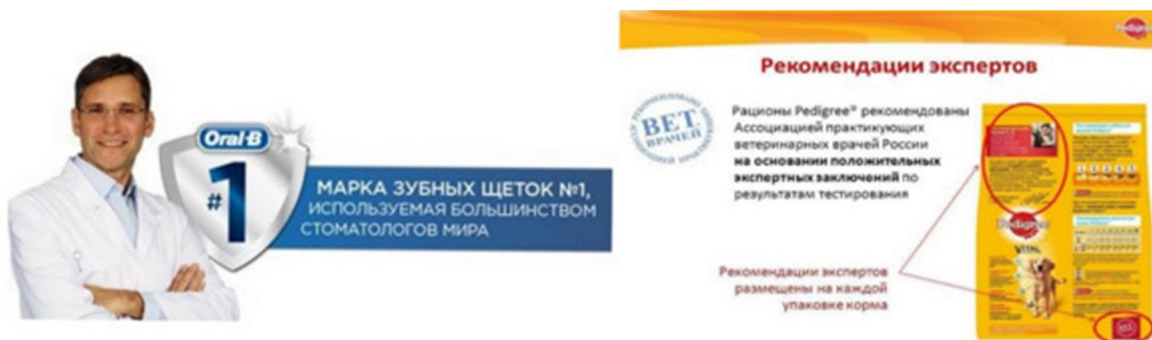 Oral-B
#1
МАРКА ЗУБНЫХ ЩЕТОК №1,
ИСПОЛЬЗУЕМАЯ БОЛЬШИНСТВОМ
СТОМАТОЛОГОВ МИРА
Pedigree
Рекомендации экспертов
ВЕТ.
ВРАЧЕЙ
Рационы Pedigree® рекомендованы
Ассоциацией практикующих
ветеринарных врачей России
на основании положительных
экспертных заключений по
результатам тестирования
Pedigree
VITAL
Рекомендации экспертов
размещены на каждой
упаковке корма